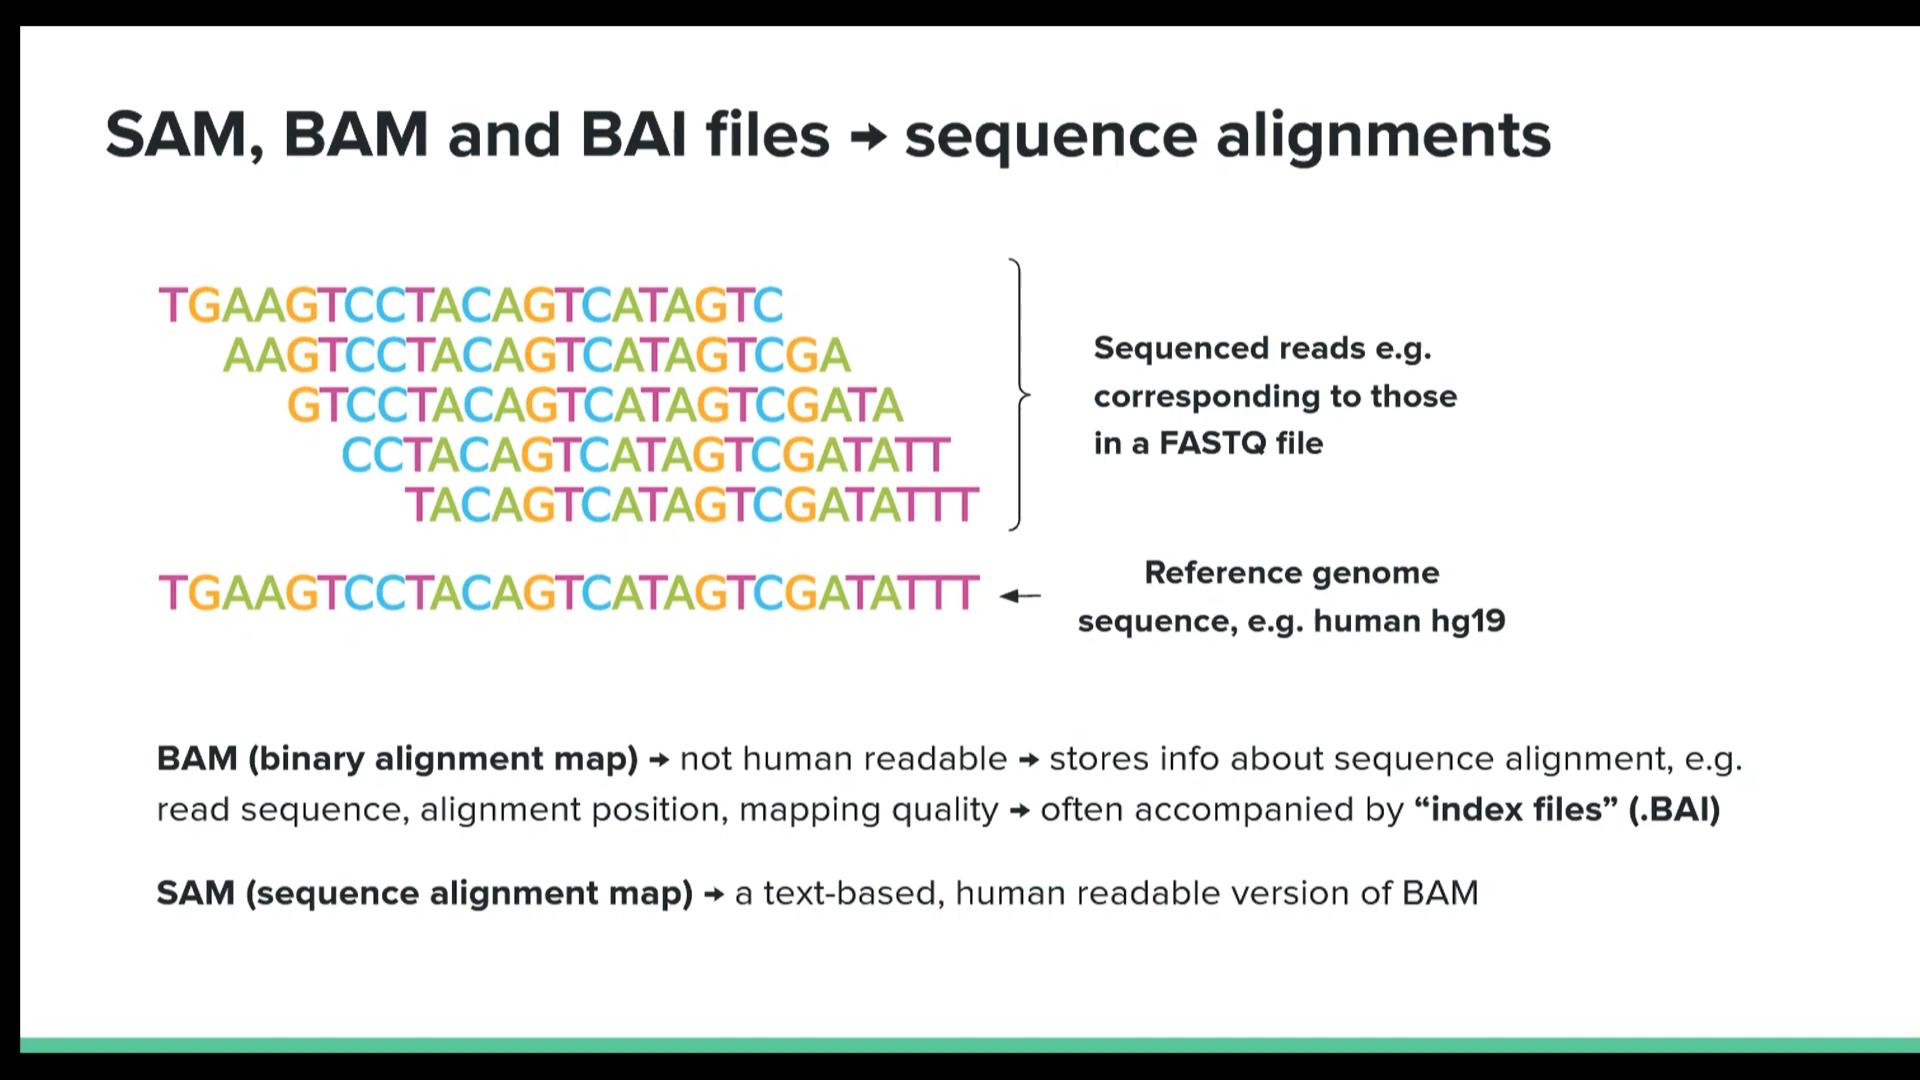 SAM, BAM and BAI files → sequence alignments
TGAAGTCCTACAGTCATAGTC
AAGTCCTACAGTCATAGTCGA
GTCCTACAGTCATAGTCGATA
CCTACAGTCATAGTCGATATT
TACAGTCATAGTCGATATTT
Sequenced reads e.g.
corresponding to those
in a FASTQ file
TGAAGTCCTACAGTCATAGTCGATATTT
Reference genome
sequence, e.g. human hg19
BAM (binary alignment map) → not human readable → stores info about sequence alignment, e.g.
read sequence, alignment position, mapping quality → often accompanied by “index files” (.BAI)
SAM (sequence alignment map) → a text-based, human readable version of BAM